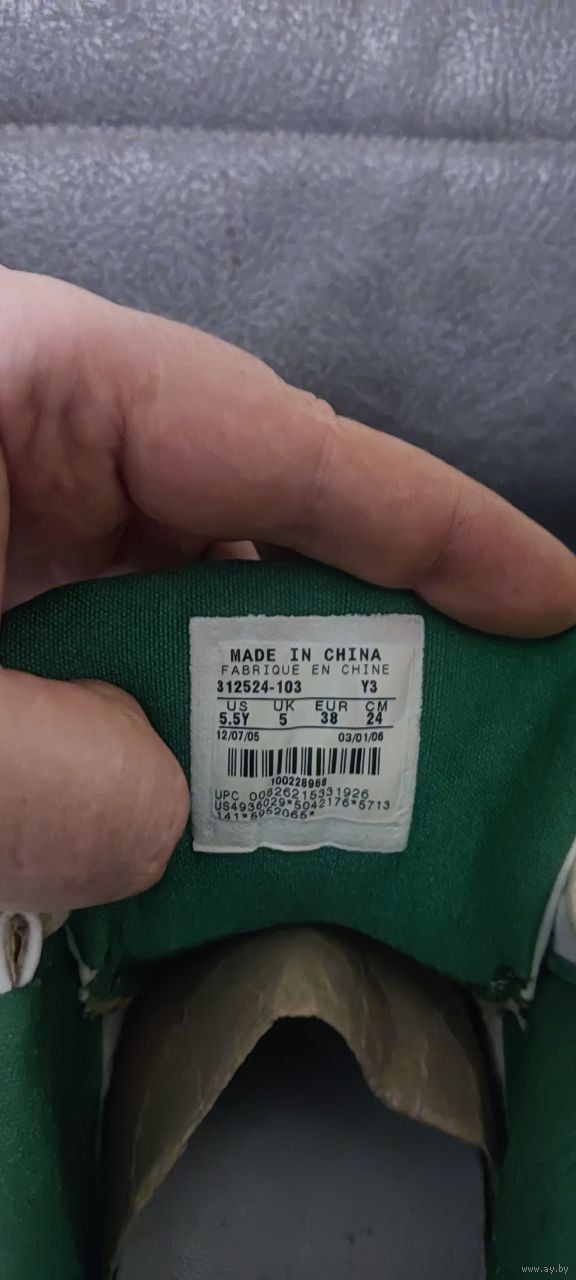 MADE IN CHINA
FABRIQUE EN CHINE
312524-103 Y3
US UK EUR CM
5.5Y 5 38 24
12/07/05 03/01/06
100228968
UPC 00826215331926
US4936029*5042176*5713
141*5952065*
www.ay.by